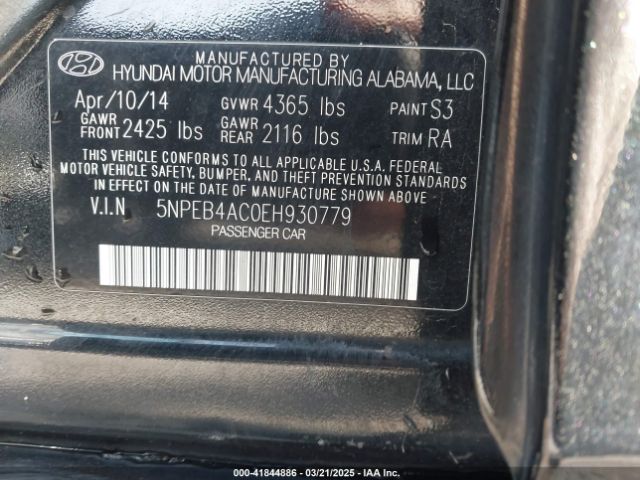 MANUFACTURED BY
HYUNDAI MOTOR MANUFACTURING ALABAMA, LLC
Apr/10/14 GVWR 4365 lbs PAINT S3
GAWR FRONT 2425 lbs GAWR REAR 2116 lbs TRIM RA
THIS VEHICLE CONFORMS TO ALL APPLICABLE U.S.A. FEDERAL
MOTOR VEHICLE SAFETY, BUMPER, AND THEFT PREVENTION STANDARDS
IN EFFECT ON THE DATE OF MANUFACTURE SHOWN ABOVE
V.I.N 5NPEB4AC0EH930779
PASSENGER CAR
000-41844886 - 03/21/2025 - IAA Inc.